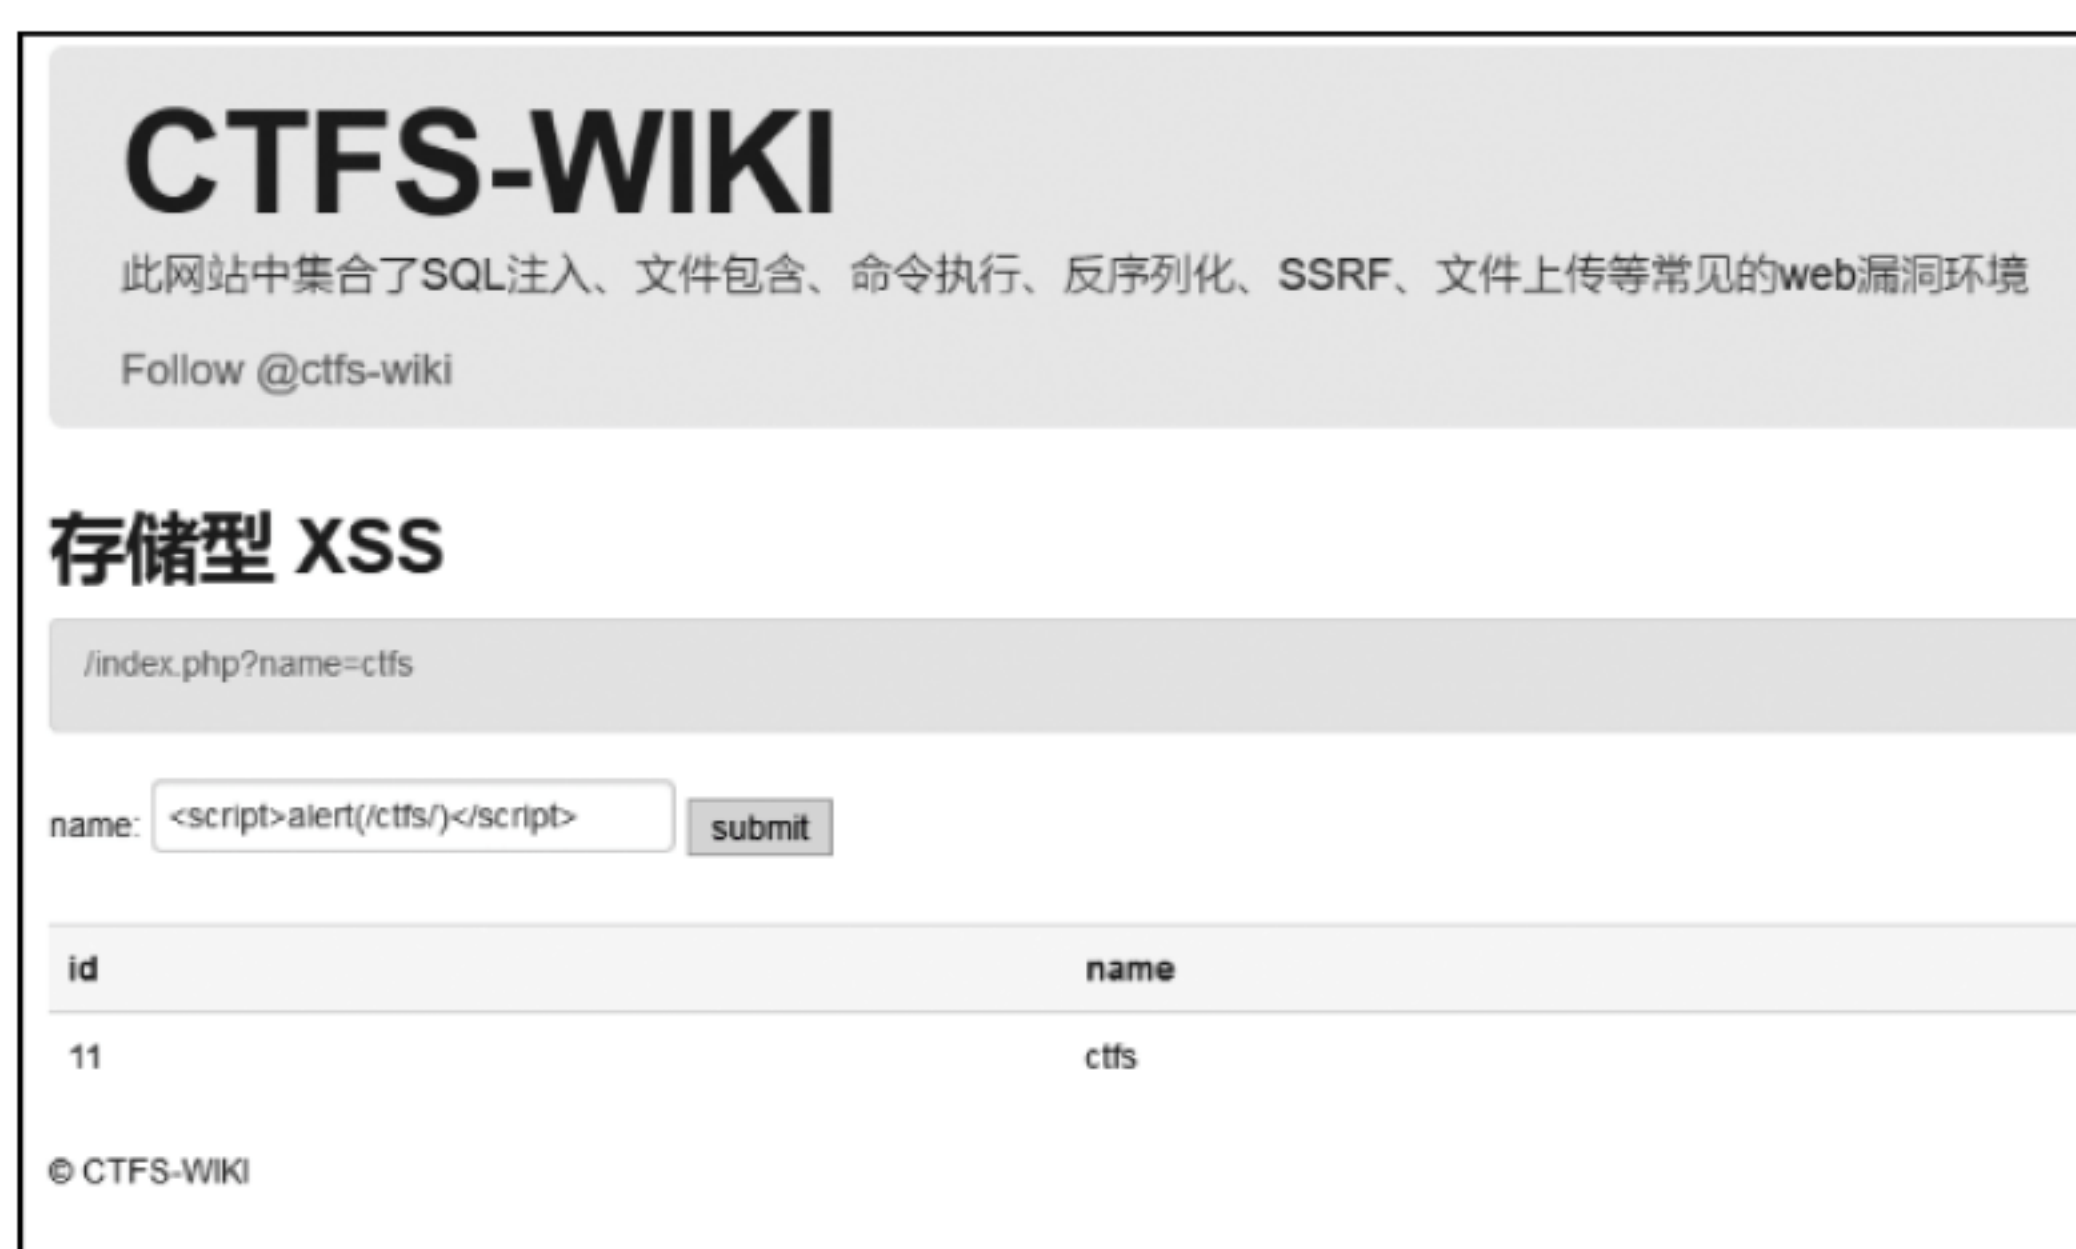 CTFS-WIKI
此网站中集合了SQL注入、文件包含、命令执行、反序列化、SSRF、文件上传等常见的web漏洞环境
Follow @ctfs-wiki
存储型 XSS
/index.php?name=ctfs
name: <script>alert(/ctfs/)</script> submit
id name
11 ctfs
© CTFS-WIKI